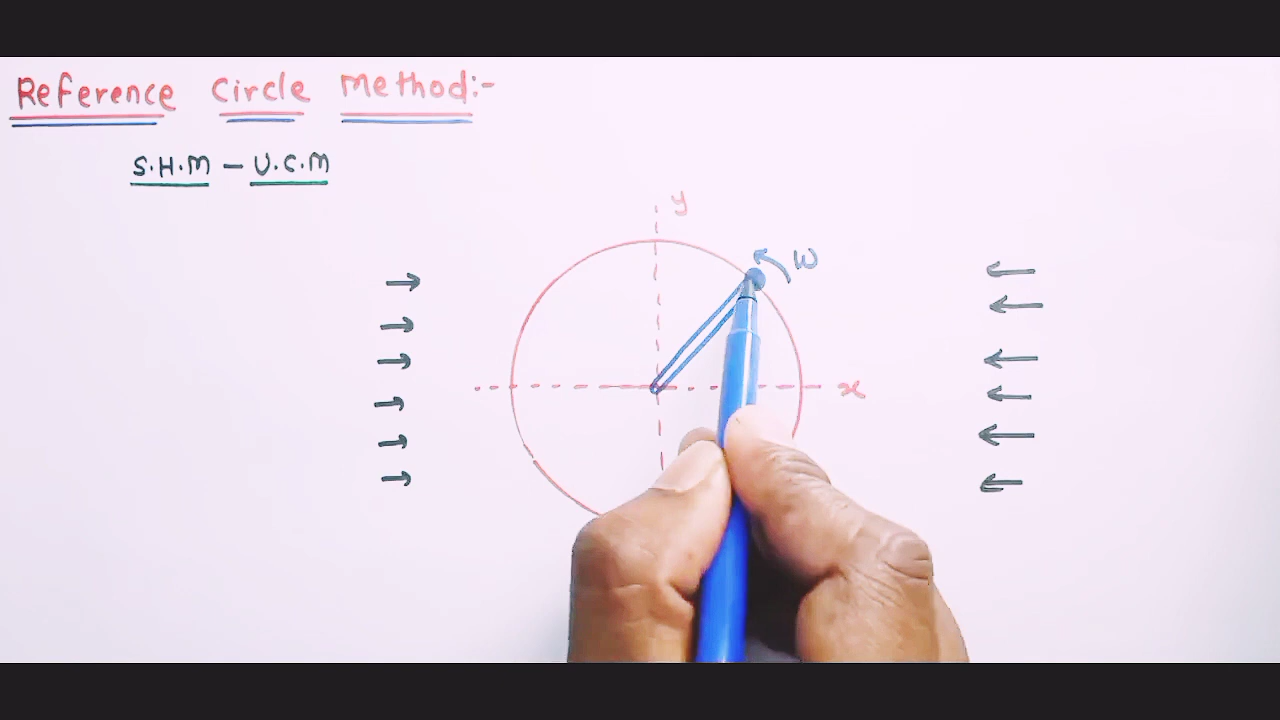 Reference Circle Method:-
S.H.M – U.C.M
y
ω
x